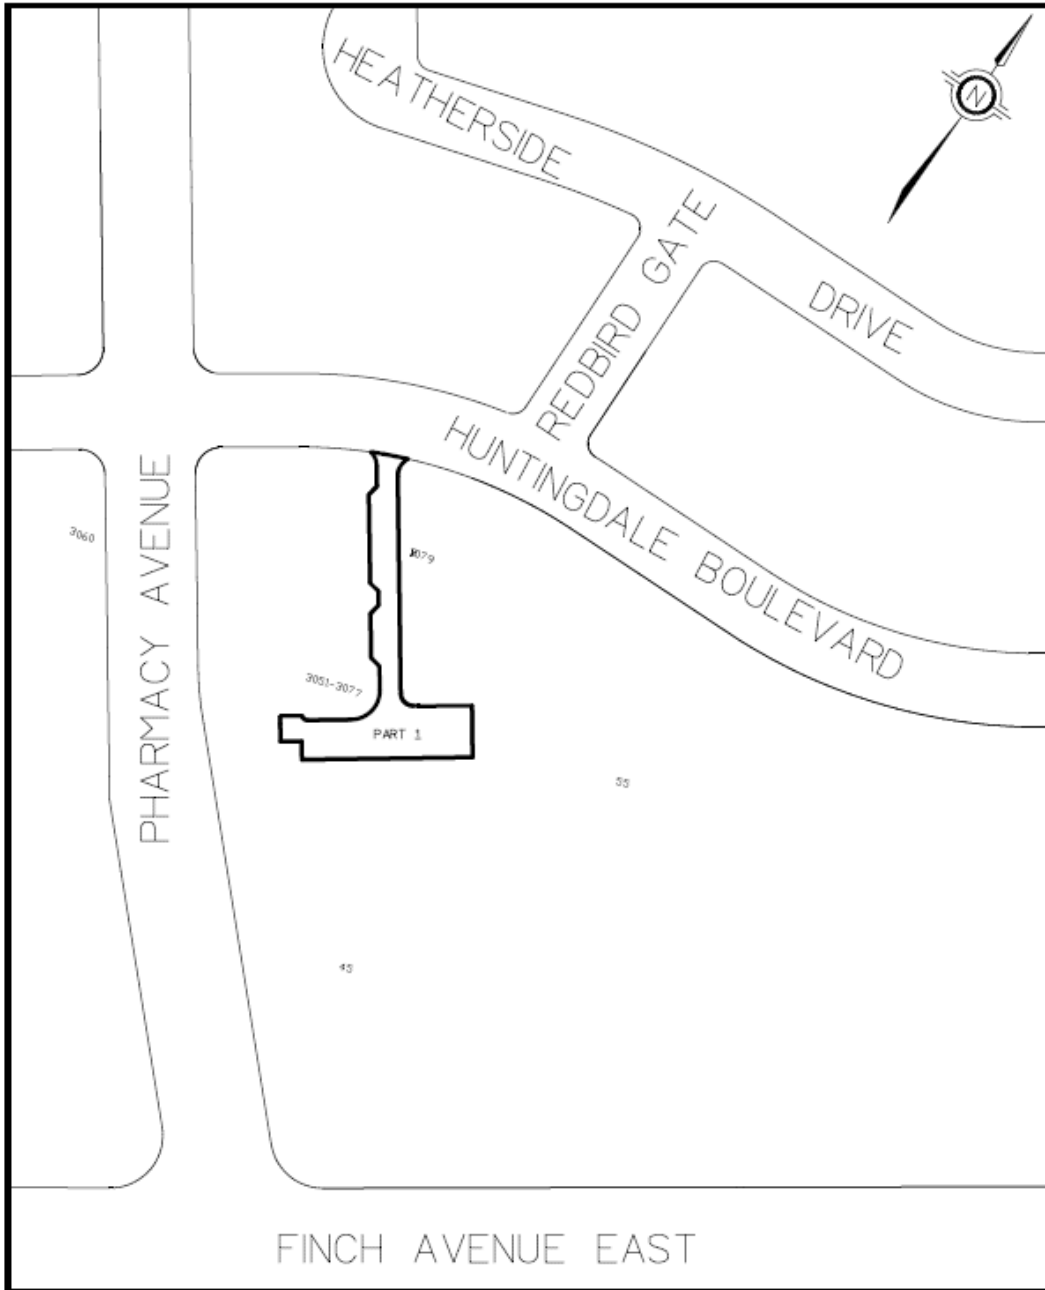 HEATHERSIDE
DRIVE
N
REDBIRD GATE
HUNTINGDALE BOULEVARD
PHARMACY AVENUE
3060
3051-3077
PART 1
55
45
FINCH AVENUE EAST